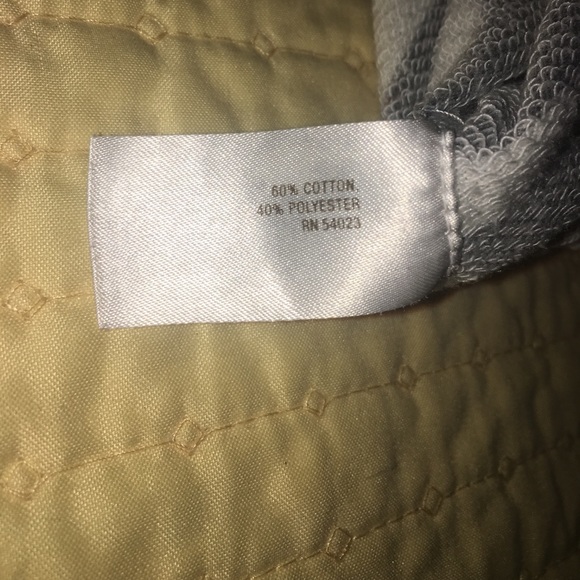 60% COTTON
40% POLYESTER
RN 54023